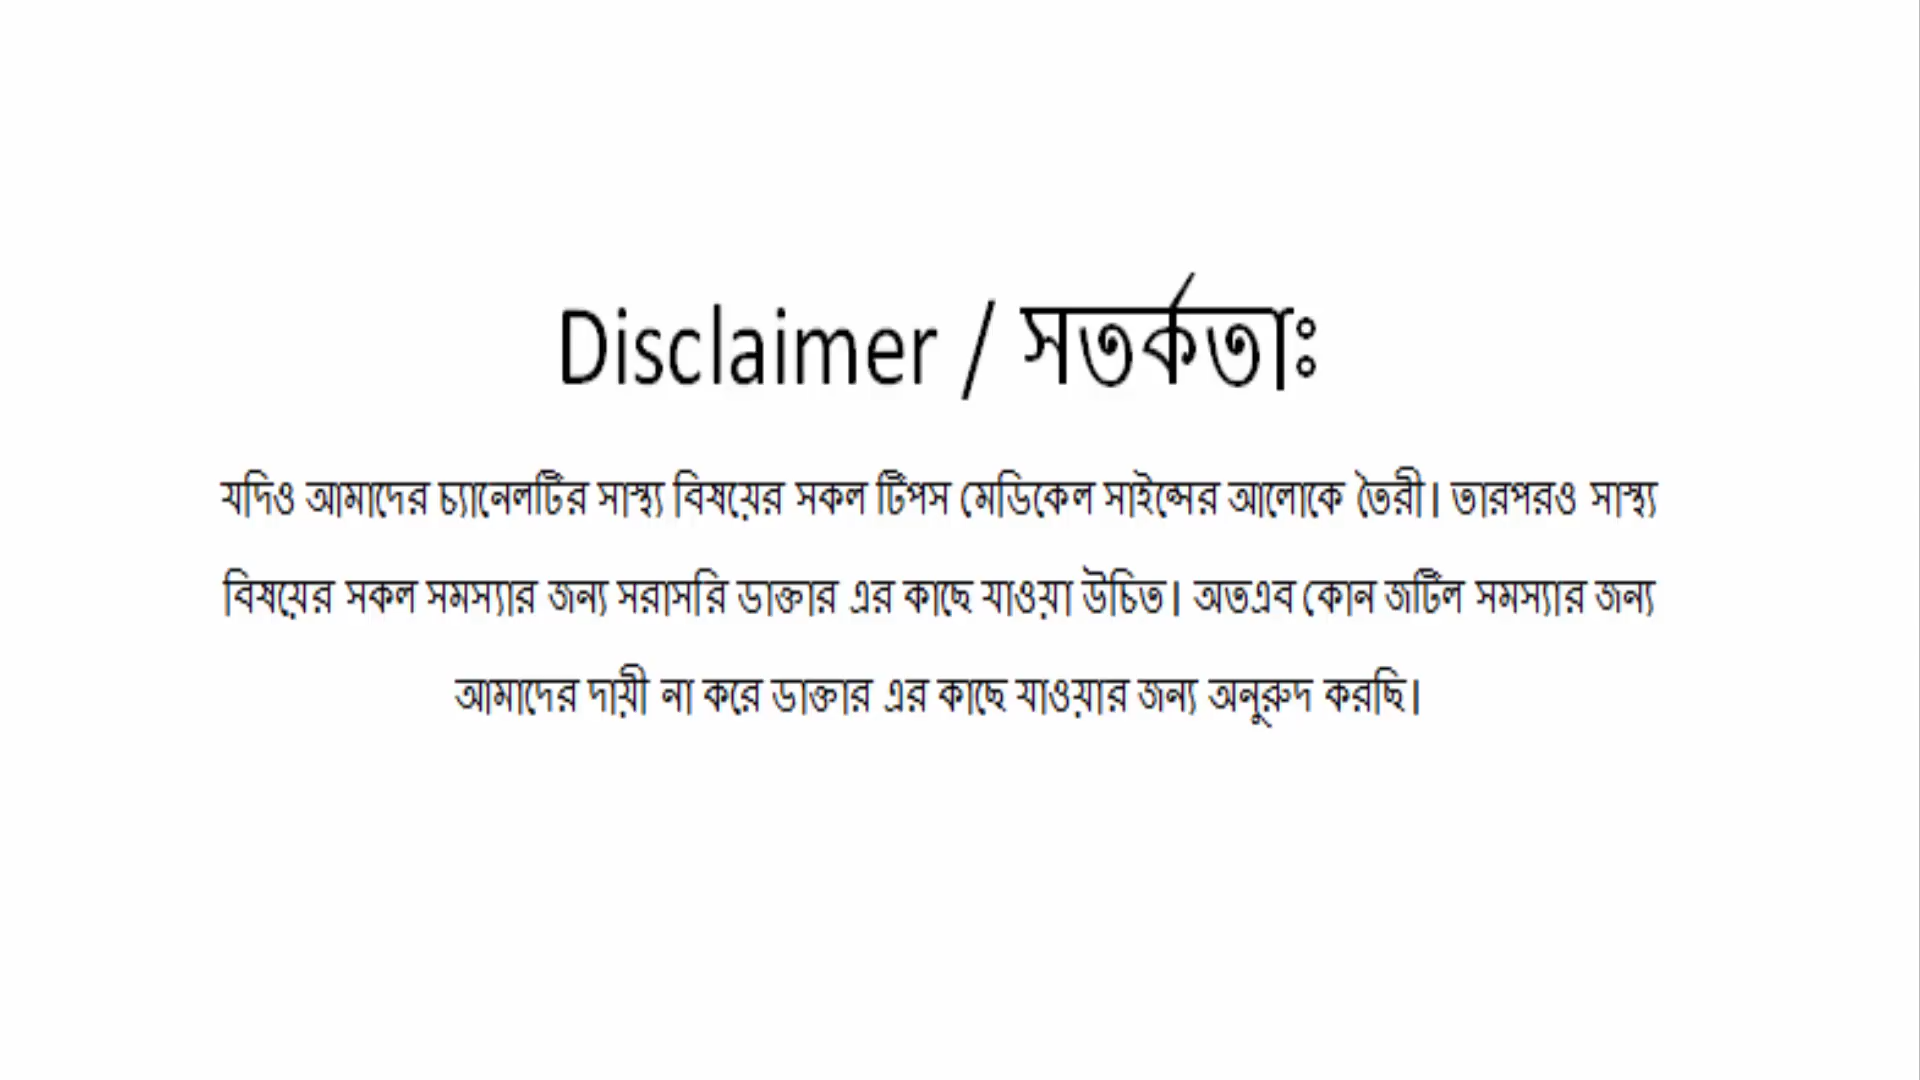 Disclaimer / সতর্কতাঃ
যদিও আমাদের চ্যানেলটির সাস্থ্য বিষয়ের সকল টিপস মেডিকেল সাইন্সের আলোকে তৈরী। তারপরও সাস্থ্য
বিষয়ের সকল সমস্যার জন্য সরাসরি ডাক্তার এর কাছে যাওয়া উচিত। অতএব কোন জটিল সমস্যার জন্য
আমাদের দায়ী না করে ডাক্তার এর কাছে যাওয়ার জন্য অনুরুদ করছি।